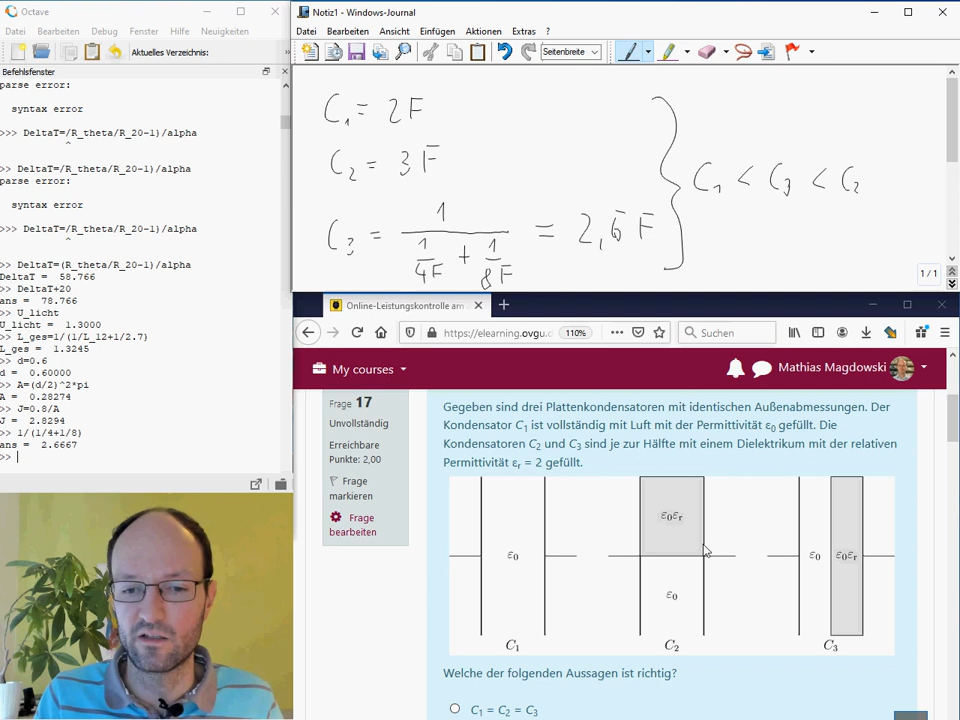 Octave
Datei Bearbeiten Debug Fenster Hilfe Neuigkeiten
Aktuelles Verzeichnis:
Befehlsfenster
parse error:
syntax error
>>> DeltaT=/R_theta/R_20-1)/alpha
^
>> DeltaT=/R_theta/R_20-1)/alpha
parse error:
syntax error
>>> DeltaT=/R_theta/R_20-1)/alpha
^
>> DeltaT=(R_theta/R_20-1)/alpha
DeltaT = 58.766
>> DeltaT+20
ans = 78.766
>> U_licht
U_licht = 1.3000
>> L_ges=1/(1/L_12+1/2.7)
L_ges = 1.3245
>> d=0.6
d = 0.60000
>> A=(d/2)^2*pi
A = 0.28274
>> J=0.8/A
J = 2.8294
>> 1/(1/4+1/8)
ans = 2.6667
>>
Notiz1 - Windows-Journal
Datei Bearbeiten Ansicht Einfügen Aktionen Extras ?
Seitenbreite
C₁ = 2F
C₂ = 3F
C₃ = 1/(1/4F + 1/8F) = 2,6̅ F
C₁ < C₃ < C₂
1 / 1
Online-Leistungskontrolle am
https://elearning.ovgu. 110% Suchen
My courses
Mathias Magdowski
Frage 17
Unvollständig
Erreichbare
Punkte: 2,00
Frage
markieren
Frage
bearbeiten
Gegeben sind drei Plattenkondensatoren mit identischen Außenabmessungen. Der
Kondensator C₁ ist vollständig mit Luft mit der Permittivität ε₀ gefüllt. Die
Kondensatoren C₂ und C₃ sind je zur Hälfte mit einem Dielektrikum mit der relativen
Permittivität εᵣ = 2 gefüllt.
ε₀
C₁
ε₀εᵣ
ε₀
C₂
ε₀ ε₀εᵣ
C₃
Welche der folgenden Aussagen ist richtig?
C₁ = C₂ = C₃